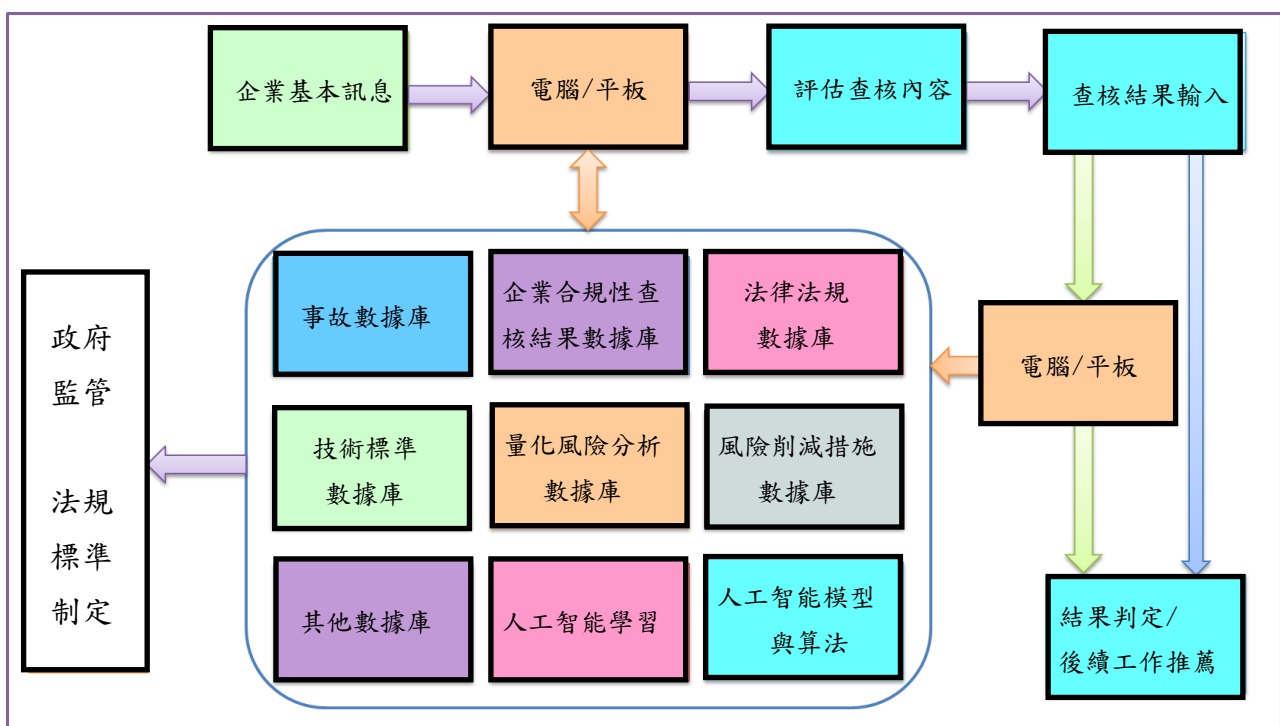 企業基本訊息
電腦/平板
評估查核內容
查核結果輸入
事故數據庫
企業合規性查
核結果數據庫
法律法規
數據庫
政府
監管
法規
標準
制定
電腦/平板
技術標準
數據庫
量化風險分析
數據庫
風險削減措施
數據庫
其他數據庫
人工智能學習
人工智能模型
與算法
結果判定/
後續工作推薦